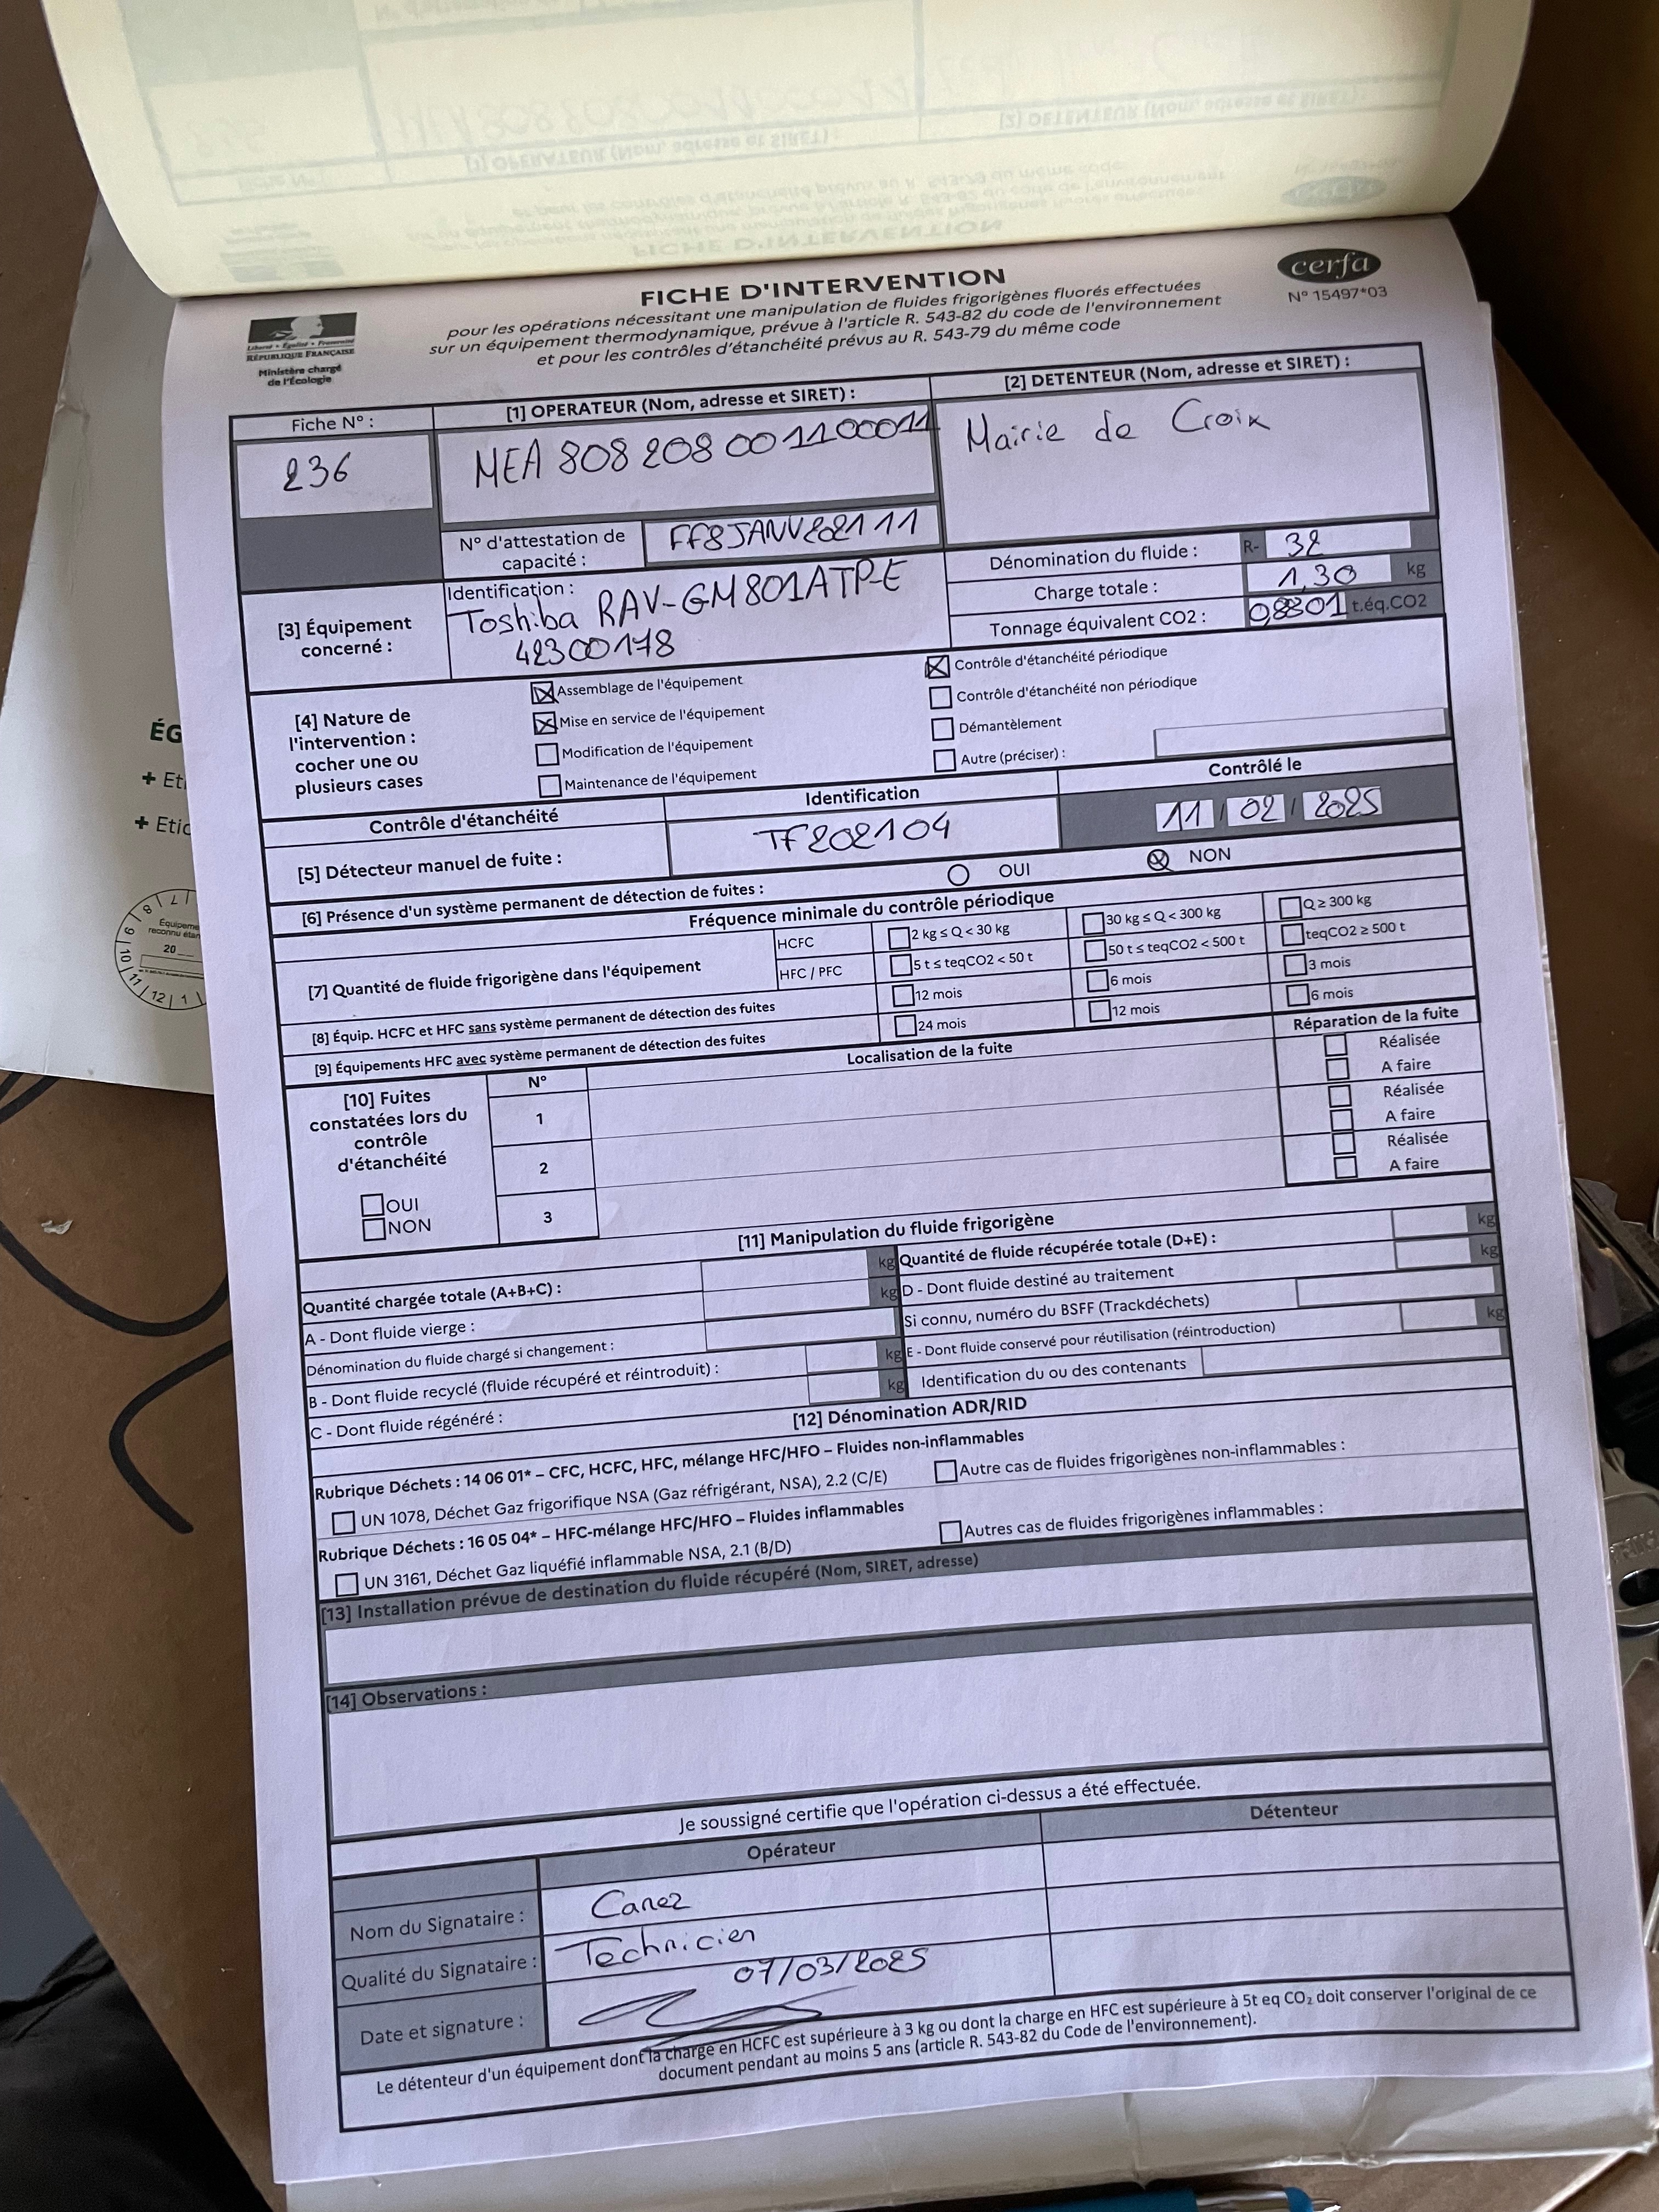 FICHE D'INTERVENTION
pour les opérations nécessitant une manipulation de fluides frigorigènes fluorés effectuées
sur un équipement thermodynamique, prévue à l'article R. 543-82 du code de l'environnement
et pour les contrôles d'étanchéité prévus au R. 543-79 du même code
cerfa
N° 15497*03
Liberté • Égalité • Fraternité
RÉPUBLIQUE FRANÇAISE
Ministère chargé
de l'Écologie
Fiche N° :
236
[1] OPERATEUR (Nom, adresse et SIRET) :
MEA 808 208 001100011
[2] DETENTEUR (Nom, adresse et SIRET) :
Mairie de Croix
N° d'attestation de
capacité :
FF8JANV202111
[3] Équipement
concerné :
Identification :
Toshiba RAV-GM801ATP-E
42300178
Dénomination du fluide : R- 32
Charge totale : 1,30 kg
Tonnage équivalent CO2 : 0,8801 t.éq.CO2
[4] Nature de
l'intervention :
cocher une ou
plusieurs cases
Assemblage de l'équipement
Mise en service de l'équipement
Modification de l'équipement
Maintenance de l'équipement
Contrôle d'étanchéité périodique
Contrôle d'étanchéité non périodique
Démantèlement
Autre (préciser) :
Contrôle d'étanchéité
Identification
Contrôlé le
[5] Détecteur manuel de fuite :
TF202104
11 / 02 / 2025
[6] Présence d'un système permanent de détection de fuites :
OUI
NON
Fréquence minimale du contrôle périodique
[7] Quantité de fluide frigorigène dans l'équipement
HCFC
2 kg ≤ Q < 30 kg
30 kg ≤ Q < 300 kg
Q ≥ 300 kg
HFC / PFC
5 t ≤ teqCO2 < 50 t
50 t ≤ teqCO2 < 500 t
teqCO2 ≥ 500 t
[8] Équip. HCFC et HFC sans système permanent de détection des fuites
12 mois
6 mois
3 mois
[9] Équipements HFC avec système permanent de détection des fuites
24 mois
12 mois
6 mois
[10] Fuites
constatées lors du
contrôle
d'étanchéité
OUI
NON
N°
Localisation de la fuite
Réparation de la fuite
1
Réalisée
A faire
2
Réalisée
A faire
3
Réalisée
A faire
[11] Manipulation du fluide frigorigène
Quantité chargée totale (A+B+C) : kg
A - Dont fluide vierge : kg
Dénomination du fluide chargé si changement :
B - Dont fluide recyclé (fluide récupéré et réintroduit) : kg
C - Dont fluide régénéré : kg
Quantité de fluide récupérée totale (D+E) : kg
D - Dont fluide destiné au traitement kg
Si connu, numéro du BSFF (Trackdéchets)
E - Dont fluide conservé pour réutilisation (réintroduction) kg
Identification du ou des contenants
[12] Dénomination ADR/RID
Rubrique Déchets : 14 06 01* – CFC, HCFC, HFC, mélange HFC/HFO – Fluides non-inflammables
UN 1078, Déchet Gaz frigorifique NSA (Gaz réfrigérant, NSA), 2.2 (C/E)
Autre cas de fluides frigorigènes non-inflammables :
Rubrique Déchets : 16 05 04* – HFC-mélange HFC/HFO – Fluides inflammables
UN 3161, Déchet Gaz liquéfié inflammable NSA, 2.1 (B/D)
Autres cas de fluides frigorigènes inflammables :
[13] Installation prévue de destination du fluide récupéré (Nom, SIRET, adresse)
[14] Observations :
Je soussigné certifie que l'opération ci-dessus a été effectuée.
Opérateur
Détenteur
Nom du Signataire :
Canez
Qualité du Signataire :
Technicien
Date et signature :
07/03/2025
Le détenteur d'un équipement dont la charge en HCFC est supérieure à 3 kg ou dont la charge en HFC est supérieure à 5t eq CO₂ doit conserver l'original de ce
document pendant au moins 5 ans (article R. 543-82 du Code de l'environnement).